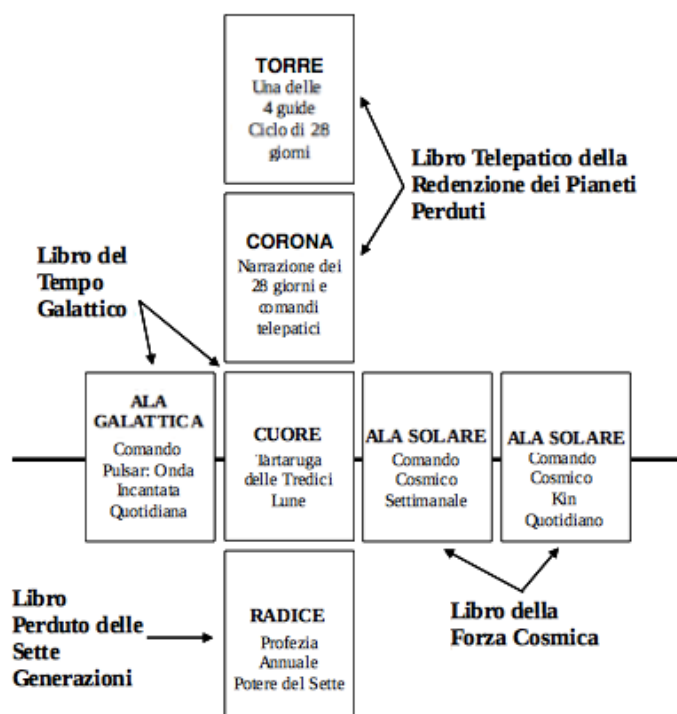 TORRE
Una delle
4 guide
Ciclo di 28
giorni
Libro Telepatico della
Redenzione dei Pianeti
Perduti
CORONA
Narrazione dei
28 giorni e
comandi
telepatici
Libro del
Tempo
Galattico
ALA
GALATTICA
Comando
Pulsar: Onda
Incantata
Quotidiana
CUORE
Tartaruga
delle Tredici
Lune
ALA SOLARE
Comando
Cosmico
Settimanale
ALA SOLARE
Comando
Cosmico
Kin
Quotidiano
Libro
Perduto delle
Sette
Generazioni
RADICE
Profezia
Annuale
Potere del Sette
Libro della
Forza Cosmica